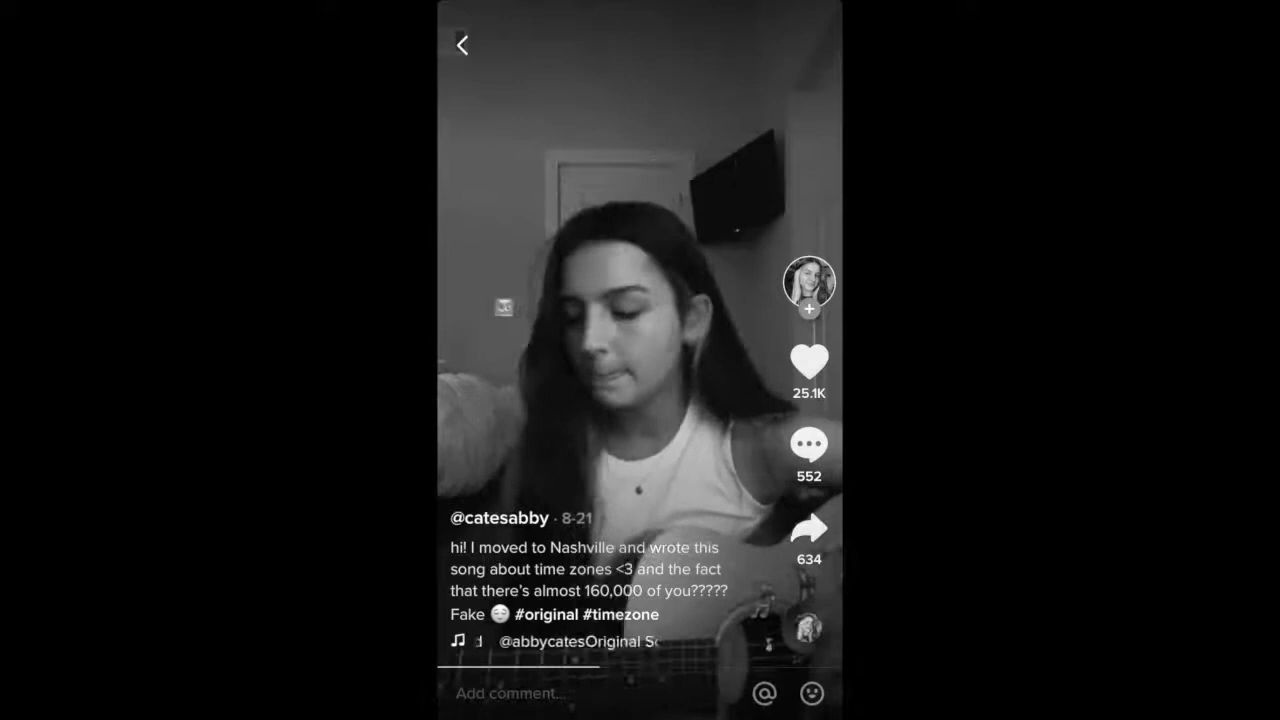 25.1K
552
634
@catesabby · 8-21
hi! I moved to Nashville and wrote this
song about time zones <3 and the fact
that there's almost 160,000 of you?????
Fake 😌 #original #timezone
@abbycatesOriginal S
Add comment...